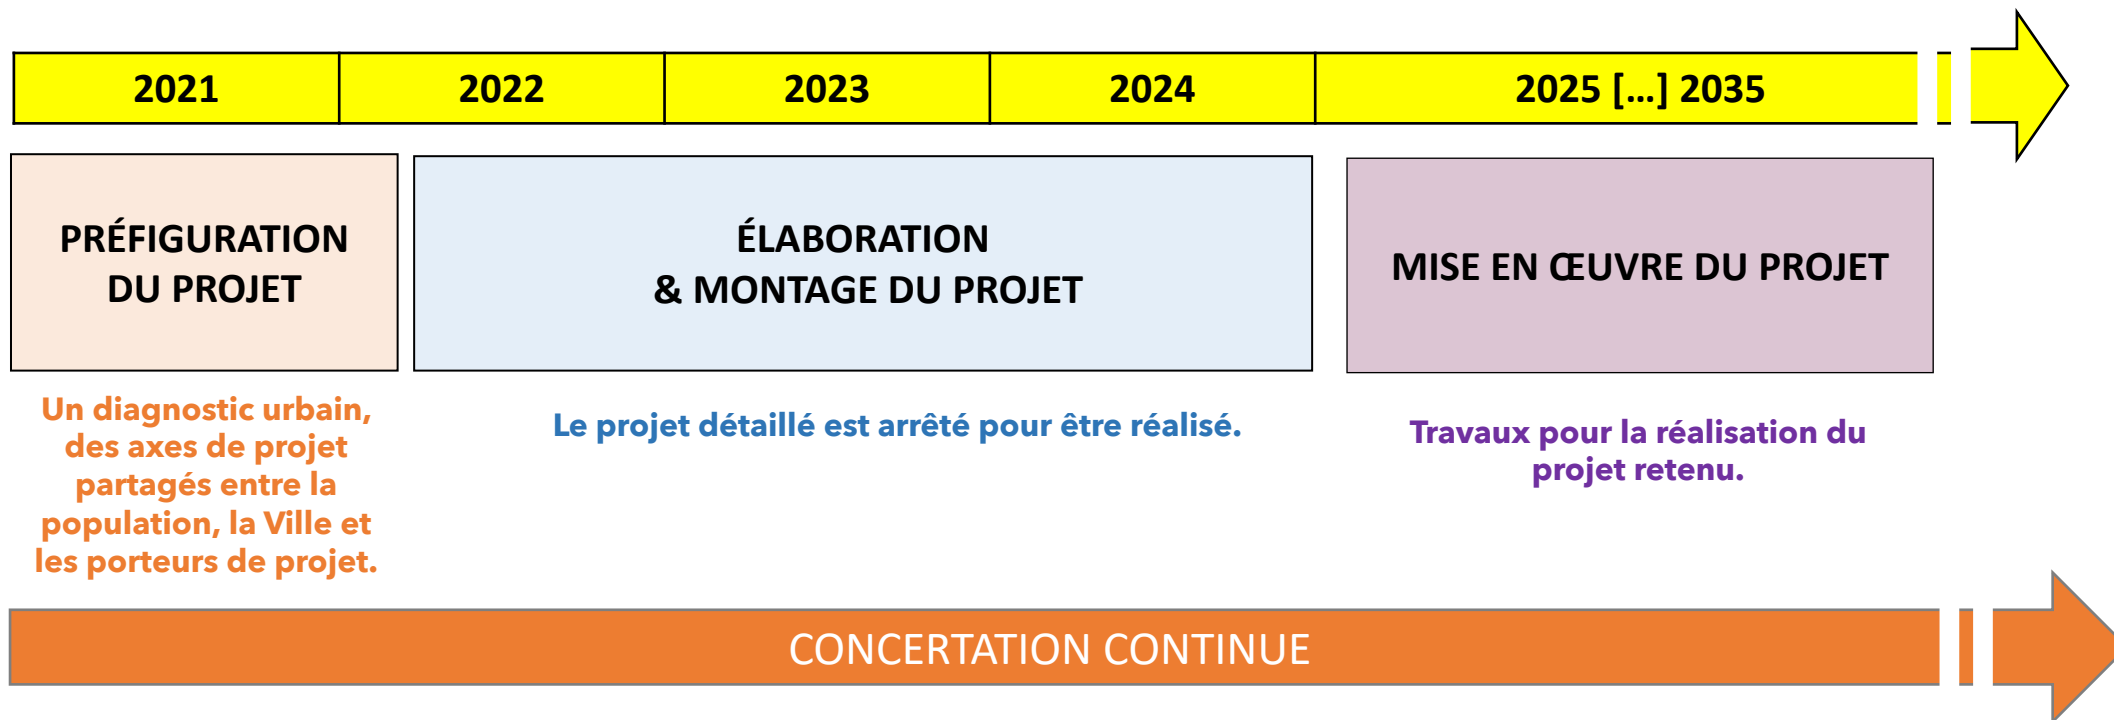 2021 2022 2023 2024 2025 […] 2035
PRÉFIGURATION
DU PROJET
ÉLABORATION
& MONTAGE DU PROJET
MISE EN ŒUVRE DU PROJET
Un diagnostic urbain,
des axes de projet
partagés entre la
population, la Ville et
les porteurs de projet.
Le projet détaillé est arrêté pour être réalisé.
Travaux pour la réalisation du
projet retenu.
CONCERTATION CONTINUE